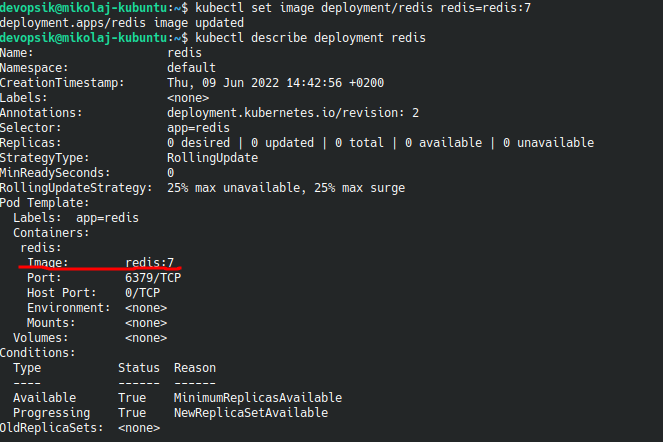 devopsik@mikolaj-kubuntu:~$ kubectl set image deployment/redis redis=redis:7
deployment.apps/redis image updated
devopsik@mikolaj-kubuntu:~$ kubectl describe deployment redis
Name:                   redis
Namespace:              default
CreationTimestamp:      Thu, 09 Jun 2022 14:42:56 +0200
Labels:                 <none>
Annotations:            deployment.kubernetes.io/revision: 2
Selector:               app=redis
Replicas:               0 desired | 0 updated | 0 total | 0 available | 0 unavailable
StrategyType:           RollingUpdate
MinReadySeconds:        0
RollingUpdateStrategy:  25% max unavailable, 25% max surge
Pod Template:
  Labels:  app=redis
  Containers:
   redis:
    Image:        redis:7
    Port:         6379/TCP
    Host Port:    0/TCP
    Environment:  <none>
    Mounts:       <none>
  Volumes:        <none>
Conditions:
  Type           Status  Reason
  ----           ------  ------
  Available      True    MinimumReplicasAvailable
  Progressing    True    NewReplicaSetAvailable
OldReplicaSets:  <none>